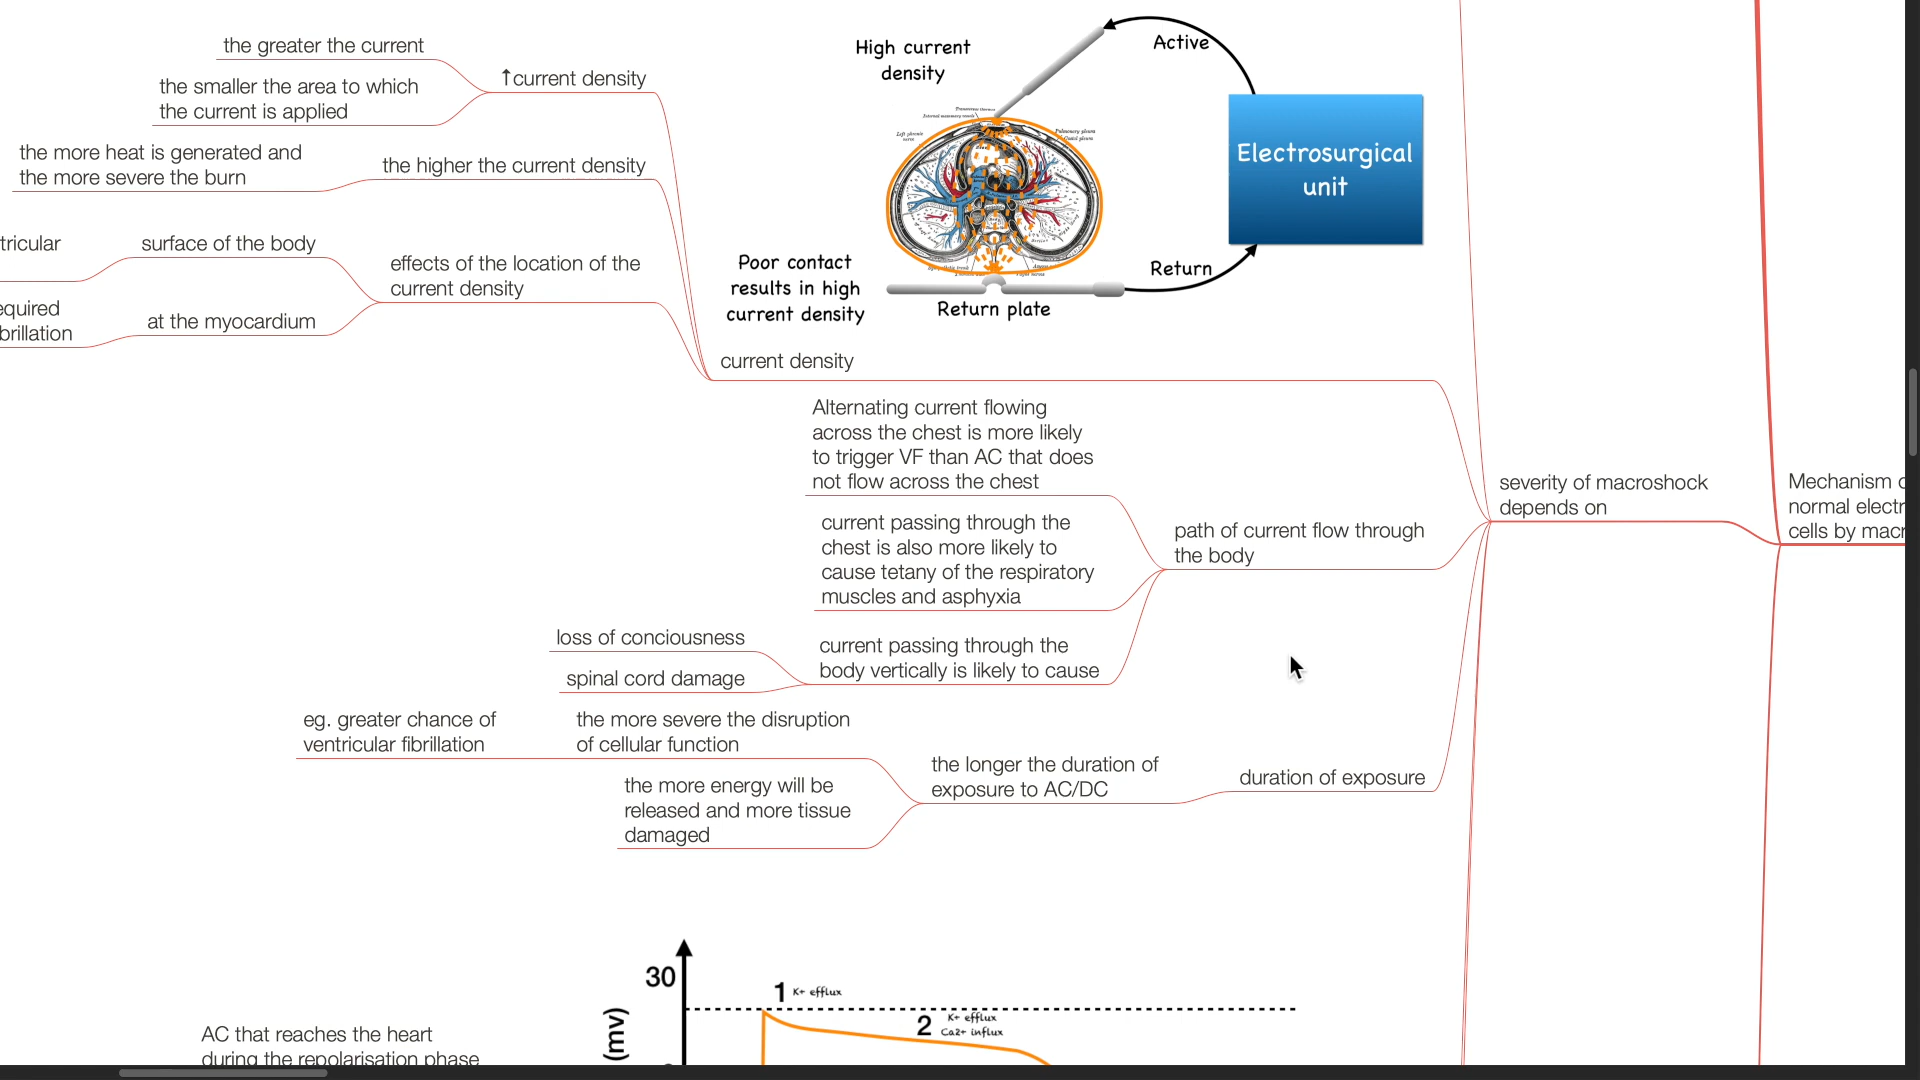 the greater the current
the smaller the area to which
the current is applied
↑current density
the more heat is generated and
the more severe the burn
the higher the current density
tricular
surface of the body
effects of the location of the
current density
equired
brillation
at the myocardium
High current
density
Active
Electrosurgical
unit
Poor contact
results in high
current density
Return plate
Return
current density
Alternating current flowing
across the chest is more likely
to trigger VF than AC that does
not flow across the chest
current passing through the
chest is also more likely to
cause tetany of the respiratory
muscles and asphyxia
path of current flow through
the body
severity of macroshock
depends on
Mechanism o
normal electr
cells by macr
loss of conciousness
spinal cord damage
current passing through the
body vertically is likely to cause
eg. greater chance of
ventricular fibrillation
the more severe the disruption
of cellular function
the more energy will be
released and more tissue
damaged
the longer the duration of
exposure to AC/DC
duration of exposure
30
(mv)
1 K+ efflux
2 K+ efflux
Ca2+ influx
AC that reaches the heart
during the repolarisation phase